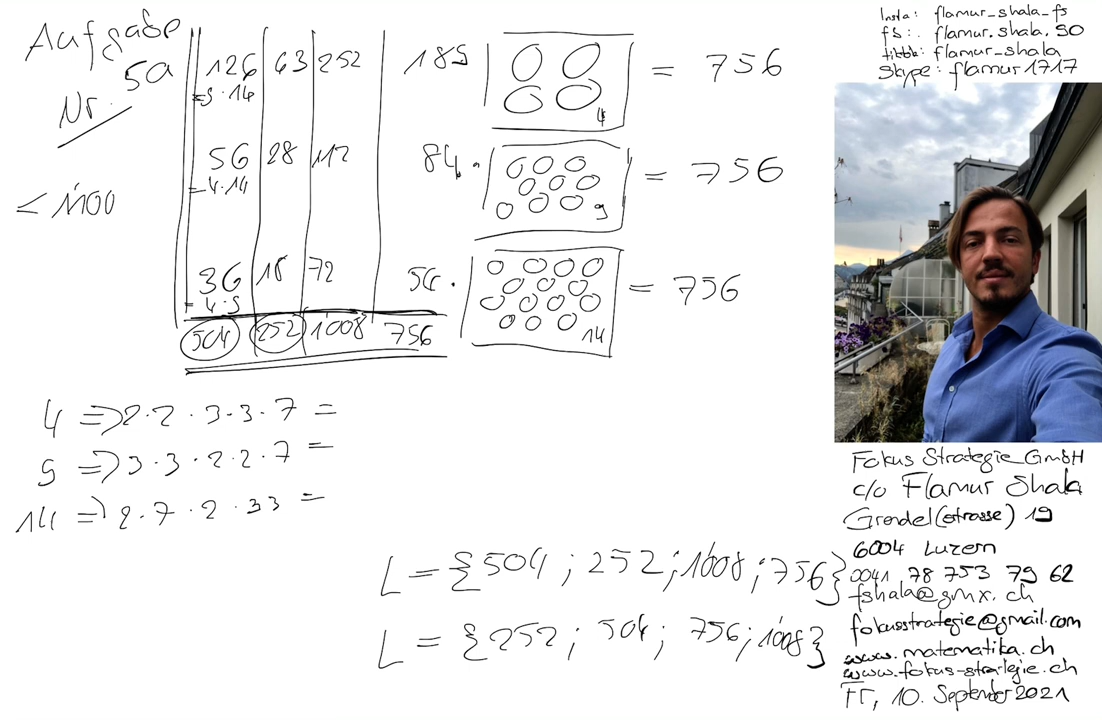 Aufgabe
Nr. 5a
< 1100
126 63 252 189 4 = 756
= 9·14
56 28 112 84· 9 = 756
= 4·14
36 18 72 54· 14 = 756
= 4·9
504 252 1008 756
4 => 2·2·3·3·7 =
9 => 3·3·2·2·7 =
14 => 2·7·2·33 =
L = {504 ; 252 ; 1008 ; 756}
L = {252 ; 504 ; 756 ; 1008}
Insta: flamur_shala_fs
fs:. flamur.shala.90
tiktok: flamur_shala
Skype: flamur1717
Fokus Strategie GmbH
c/o Flamur Shala
Grendel(strasse) 19
6004 Luzern
0041 78 753 79 62
fshala@gmx.ch
fokusstrategie@gmail.com
www.matematika.ch
www.fokus-strategie.ch
Fr, 10. September 2021